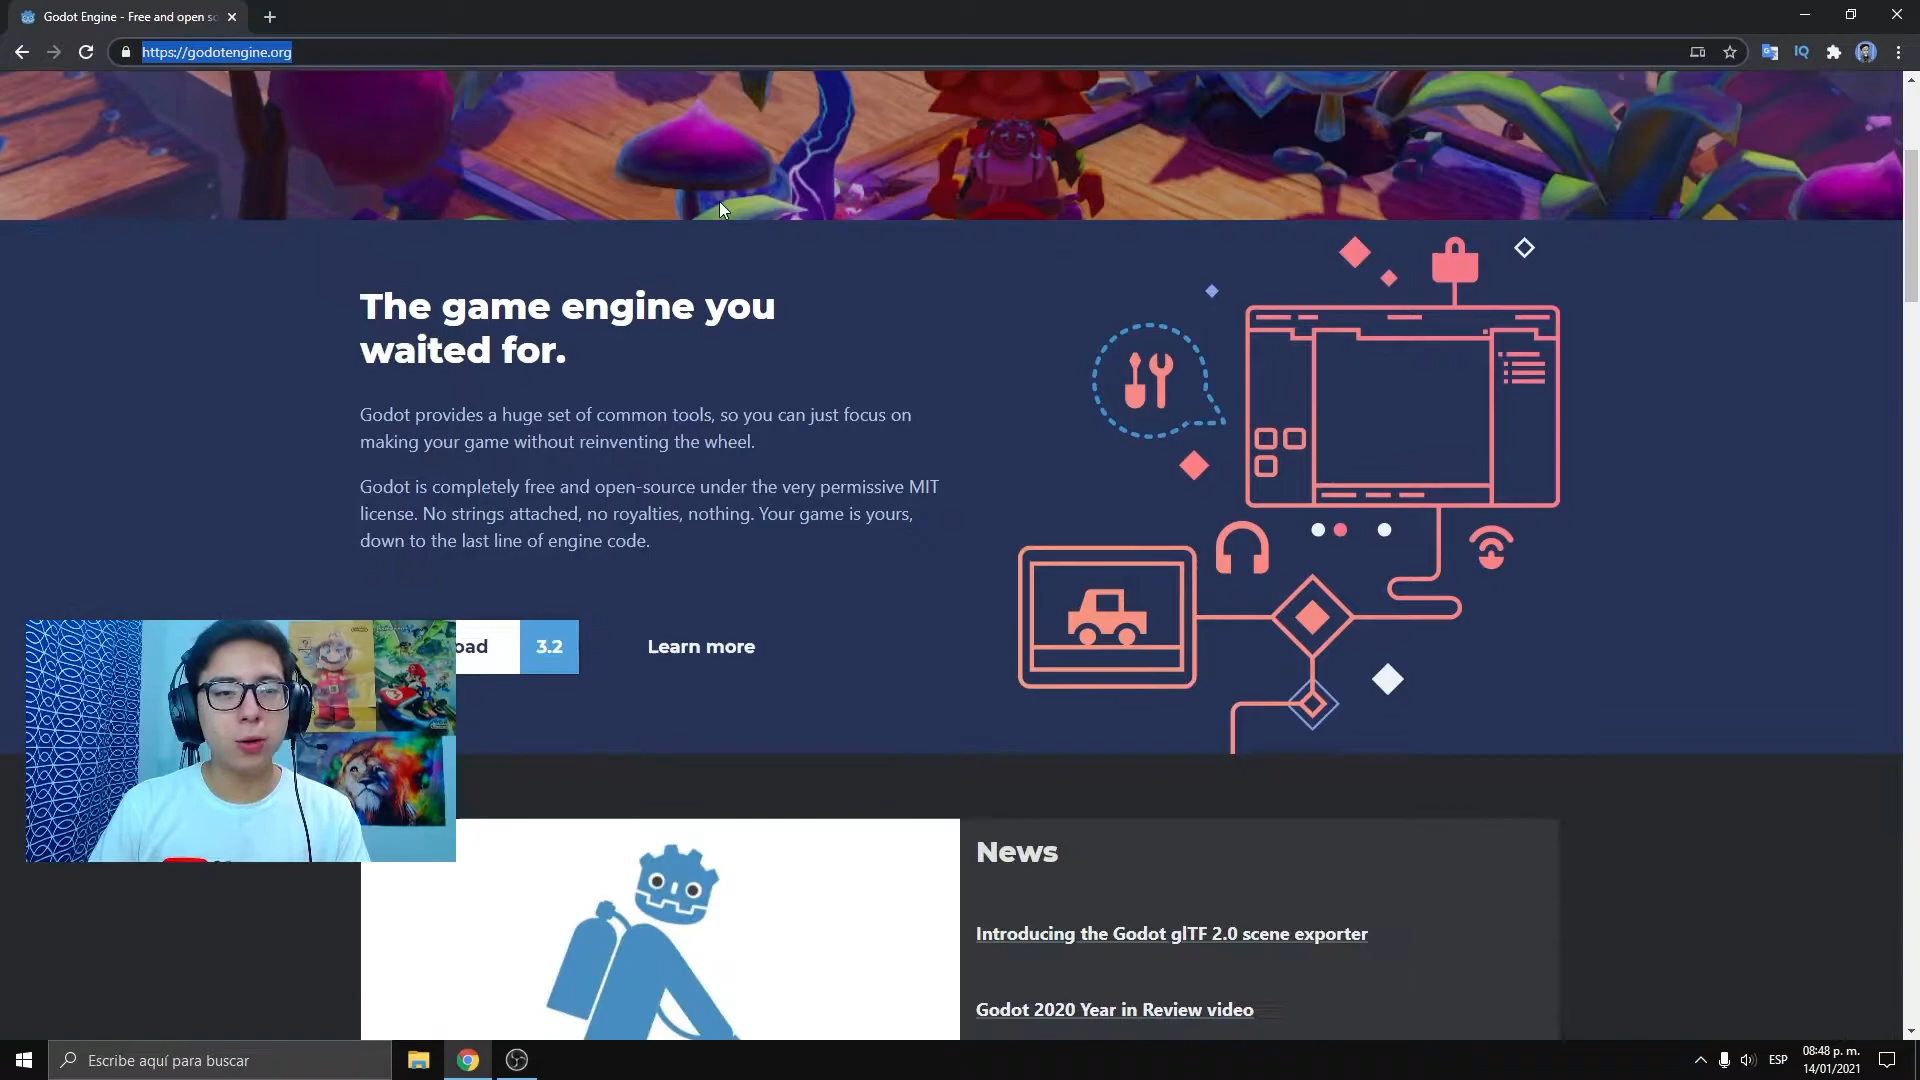 Godot Engine - Free and open so
https://godotengine.org
The game engine you
waited for.
Godot provides a huge set of common tools, so you can just focus on
making your game without reinventing the wheel.
Godot is completely free and open-source under the very permissive MIT
license. No strings attached, no royalties, nothing. Your game is yours,
down to the last line of engine code.
oad
3.2
Learn more
News
Introducing the Godot glTF 2.0 scene exporter
Godot 2020 Year in Review video
Escribe aquí para buscar
ESP
08:48 p. m.
14/01/2021